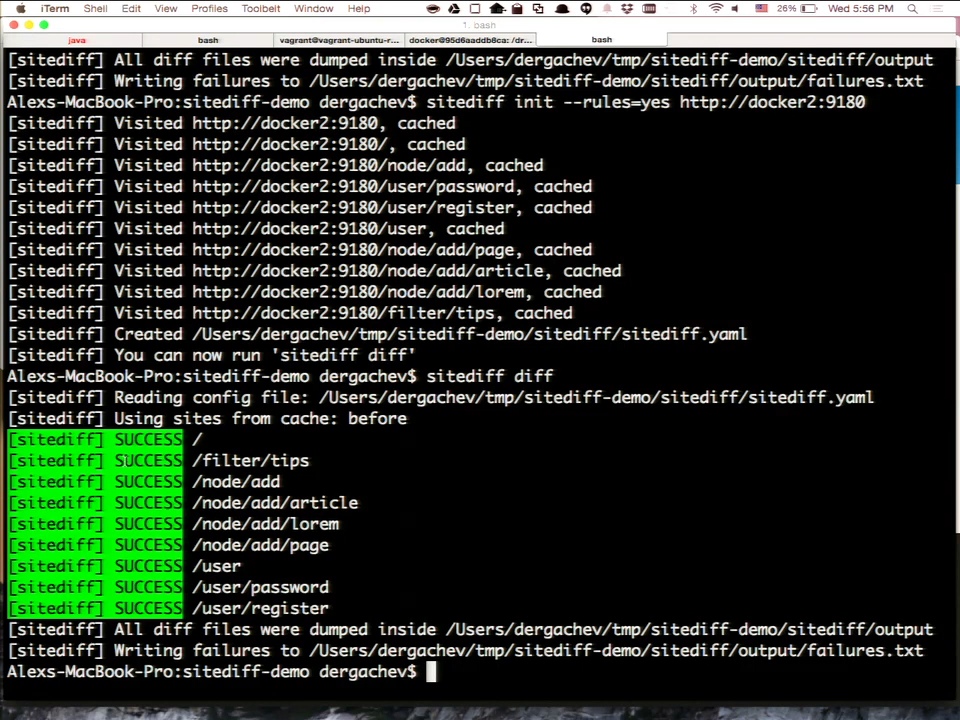 iTerm Shell Edit View Profiles Toolbelt Window Help 26% Wed 5:56 PM
1. bash
java bash vagrant@vagrant-ubuntu-r... docker@95d6aaddb8ca: /dr... bash
[sitediff] All diff files were dumped inside /Users/dergachev/tmp/sitediff-demo/sitediff/output
[sitediff] Writing failures to /Users/dergachev/tmp/sitediff-demo/sitediff/output/failures.txt
Alexs-MacBook-Pro:sitediff-demo dergachev$ sitediff init --rules=yes http://docker2:9180
[sitediff] Visited http://docker2:9180, cached
[sitediff] Visited http://docker2:9180/, cached
[sitediff] Visited http://docker2:9180/node/add, cached
[sitediff] Visited http://docker2:9180/user/password, cached
[sitediff] Visited http://docker2:9180/user/register, cached
[sitediff] Visited http://docker2:9180/user, cached
[sitediff] Visited http://docker2:9180/node/add/page, cached
[sitediff] Visited http://docker2:9180/node/add/article, cached
[sitediff] Visited http://docker2:9180/node/add/lorem, cached
[sitediff] Visited http://docker2:9180/filter/tips, cached
[sitediff] Created /Users/dergachev/tmp/sitediff-demo/sitediff/sitediff.yaml
[sitediff] You can now run 'sitediff diff'
Alexs-MacBook-Pro:sitediff-demo dergachev$ sitediff diff
[sitediff] Reading config file: /Users/dergachev/tmp/sitediff-demo/sitediff/sitediff.yaml
[sitediff] Using sites from cache: before
[sitediff] SUCCESS /
[sitediff] SUCCESS /filter/tips
[sitediff] SUCCESS /node/add
[sitediff] SUCCESS /node/add/article
[sitediff] SUCCESS /node/add/lorem
[sitediff] SUCCESS /node/add/page
[sitediff] SUCCESS /user
[sitediff] SUCCESS /user/password
[sitediff] SUCCESS /user/register
[sitediff] All diff files were dumped inside /Users/dergachev/tmp/sitediff-demo/sitediff/output
[sitediff] Writing failures to /Users/dergachev/tmp/sitediff-demo/sitediff/output/failures.txt
Alexs-MacBook-Pro:sitediff-demo dergachev$